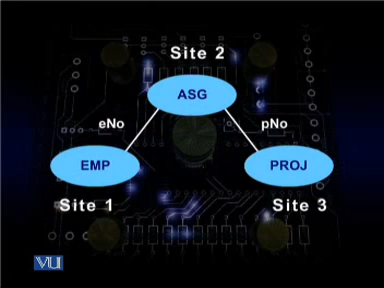 Site 2
ASG
eNo
pNo
EMP
PROJ
Site 1
Site 3
VU